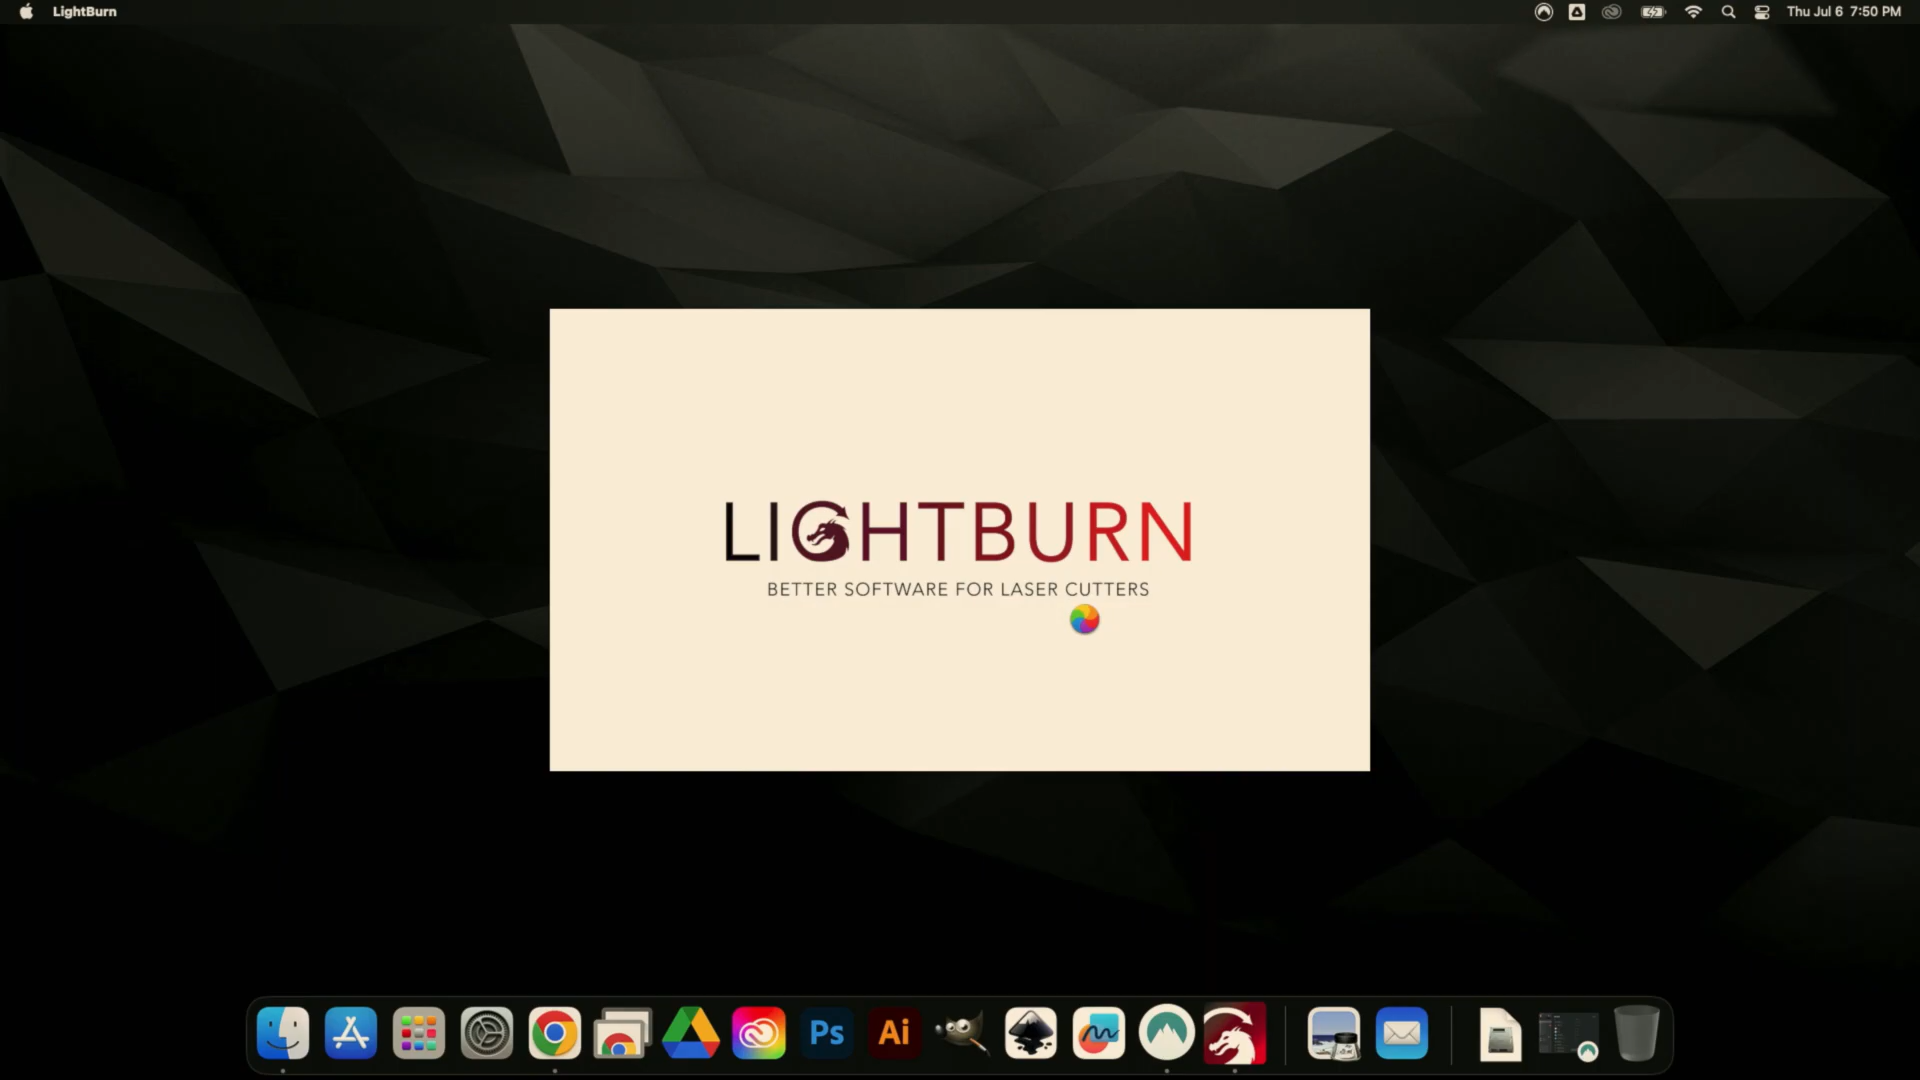 LightBurn
Thu Jul 6 7:50 PM
LIGHTBURN
BETTER SOFTWARE FOR LASER CUTTERS
Ps
Ai